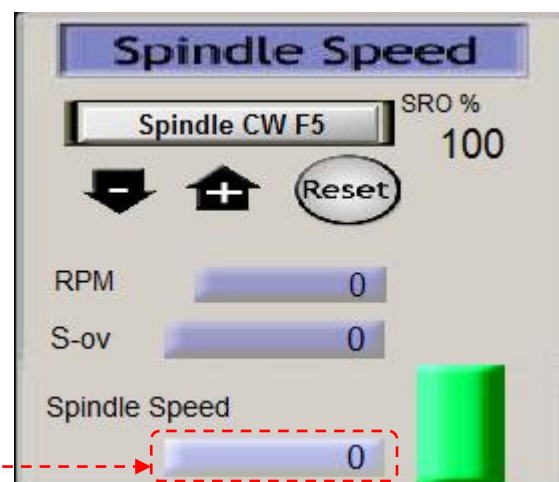 Spindle Speed
Spindle CW F5
SRO %
100
-
+
Reset
RPM
0
S-ov
0
Spindle Speed
0